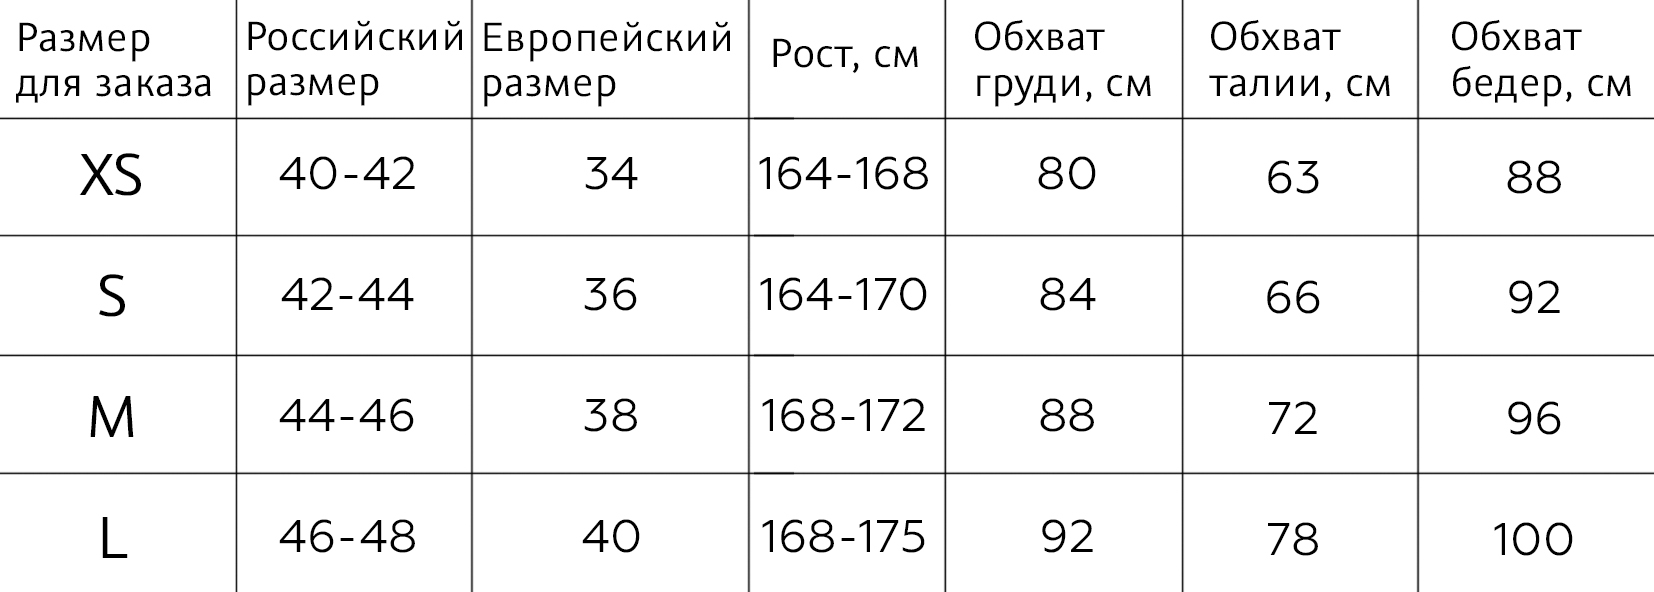 Размер для заказа Российский размер Европейский размер Рост, см Обхват груди, см Обхват талии, см Обхват бедер, см
XS 40-42 34 164-168 80 63 88
S 42-44 36 164-170 84 66 92
M 44-46 38 168-172 88 72 96
L 46-48 40 168-175 92 78 100